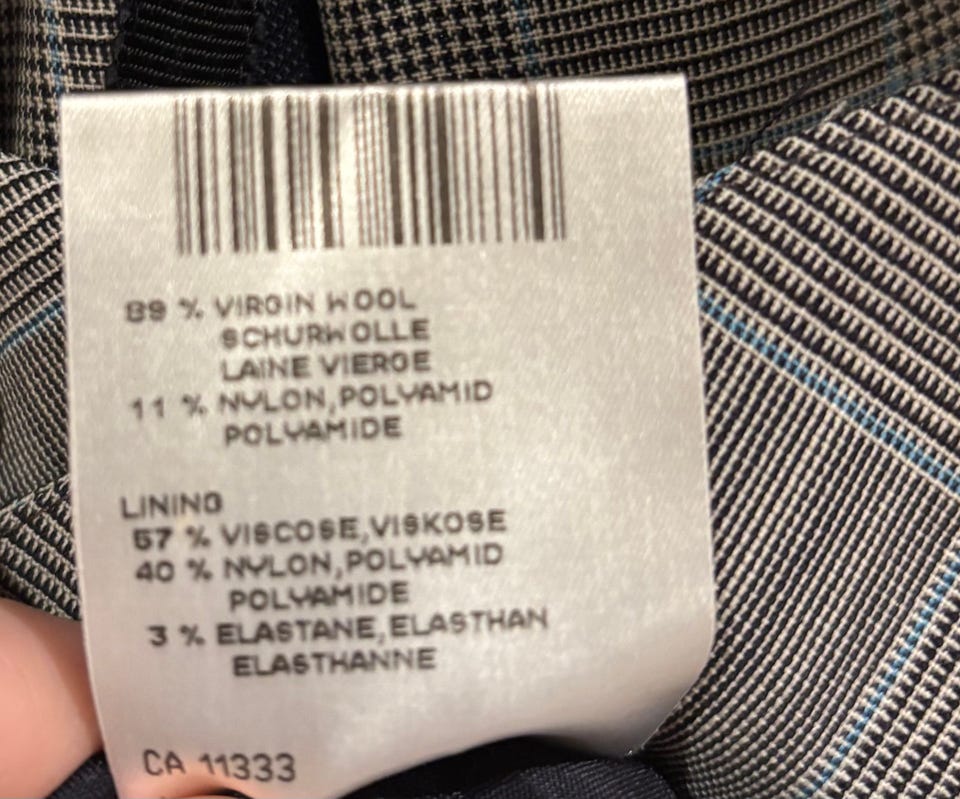 89 % VIRGIN WOOL
SCHURWOLLE
LAINE VIERGE
11 % NYLON,POLYAMID
POLYAMIDE
LINING
57 % VISCOSE,VISKOSE
40 % NYLON,POLYAMID
POLYAMIDE
3 % ELASTANE,ELASTHAN
ELASTHANNE
CA 11333